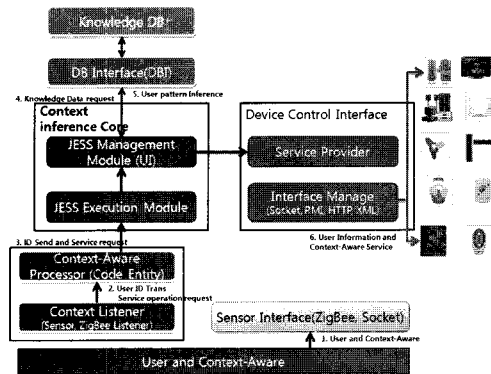 Knowledge DB
DB Interface(DBI)
4. Knowledge Data request
5. User pattern Inference
Context
inference Core
Device Control Interface
JESS Management
Module (UI)
Service Provider
JESS Execution Module
Interface Manage
(Socket, PML, HTTP, XML)
6. User Information and
Context-Aware Service
3. ID Send and Service request
Context-Aware
Processor (Code, Entity)
2. User ID Trans
Service operation request
Context Listener
(Sensor, ZigBee Listener)
Sensor Interface(ZigBee, Socket)
1. User and Context-Aware
User and Context-Aware